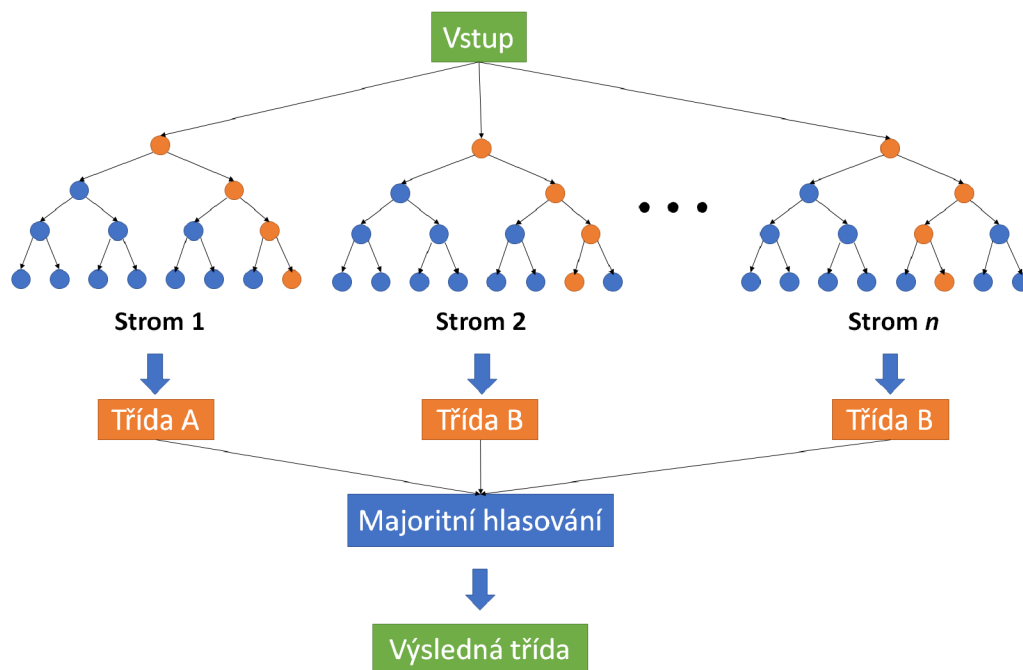 Vstup
Strom 1
Strom 2
Strom n
Třída A
Třída B
Třída B
Majoritní hlasování
Výsledná třída